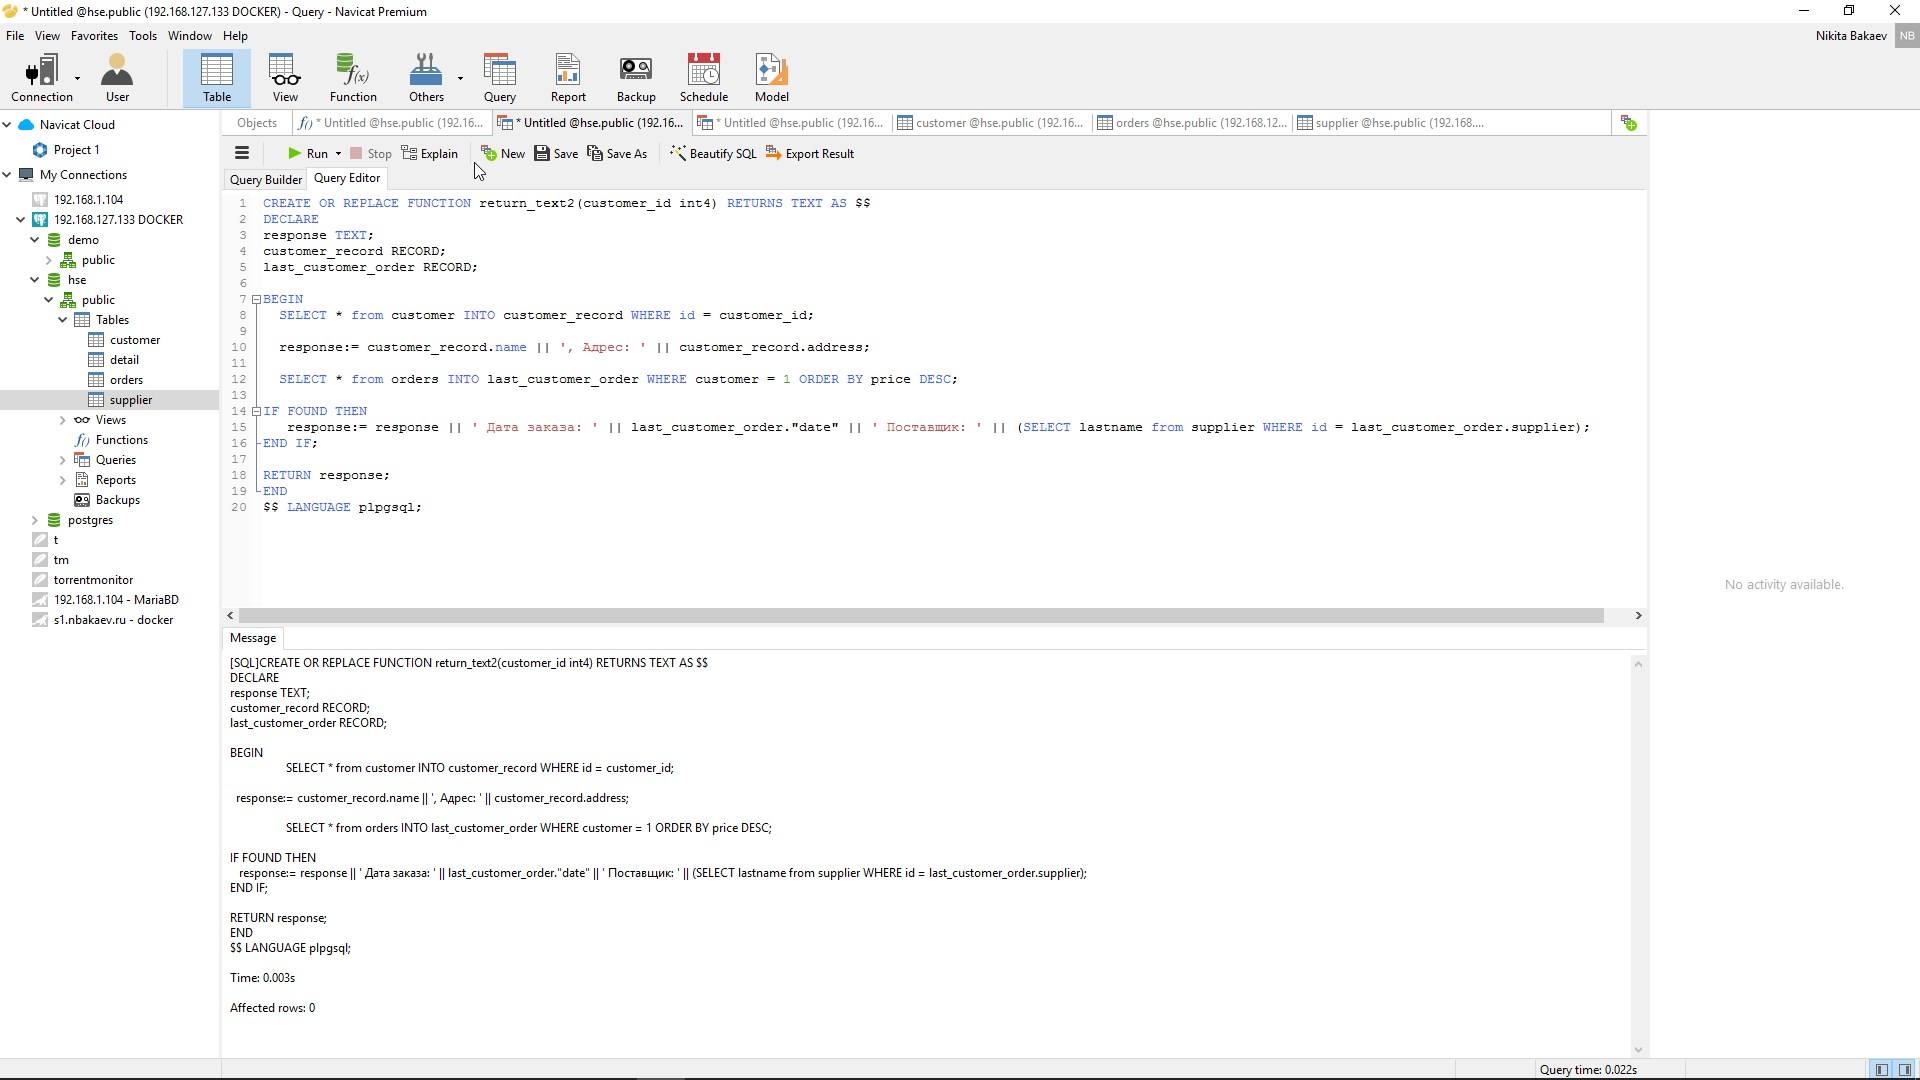 * Untitled @hse.public (192.168.127.133 DOCKER) - Query - Navicat Premium
File View Favorites Tools Window Help
Nikita Bakaev NB
Connection User Table View Function Others Query Report Backup Schedule Model
Navicat Cloud
Project 1
My Connections
192.168.1.104
192.168.127.133 DOCKER
demo
public
hse
public
Tables
customer
detail
orders
supplier
Views
Functions
Queries
Reports
Backups
postgres
t
tm
torrentmonitor
192.168.1.104 - MariaBD
s1.nbakaev.ru - docker
Objects
* Untitled @hse.public (192.16...
* Untitled @hse.public (192.16...
* Untitled @hse.public (192.16...
customer @hse.public (192.16...
orders @hse.public (192.168.12...
supplier @hse.public (192.168....
Run Stop Explain New Save Save As Beautify SQL Export Result
Query Builder Query Editor
1 CREATE OR REPLACE FUNCTION return_text2(customer_id int4) RETURNS TEXT AS $$
2 DECLARE
3 response TEXT;
4 customer_record RECORD;
5 last_customer_order RECORD;
6
7 BEGIN
8 SELECT * from customer INTO customer_record WHERE id = customer_id;
9
10 response:= customer_record.name || ', Адрес: ' || customer_record.address;
11
12 SELECT * from orders INTO last_customer_order WHERE customer = 1 ORDER BY price DESC;
13
14 IF FOUND THEN
15 response:= response || ' Дата заказа: ' || last_customer_order."date" || ' Поставщик: ' || (SELECT lastname from supplier WHERE id = last_customer_order.supplier);
16 END IF;
17
18 RETURN response;
19 END
20 $$ LANGUAGE plpgsql;
No activity available.
Message
[SQL]CREATE OR REPLACE FUNCTION return_text2(customer_id int4) RETURNS TEXT AS $$
DECLARE
response TEXT;
customer_record RECORD;
last_customer_order RECORD;
BEGIN
SELECT * from customer INTO customer_record WHERE id = customer_id;
response:= customer_record.name || ', Адрес: ' || customer_record.address;
SELECT * from orders INTO last_customer_order WHERE customer = 1 ORDER BY price DESC;
IF FOUND THEN
response:= response || ' Дата заказа: ' || last_customer_order."date" || ' Поставщик: ' || (SELECT lastname from supplier WHERE id = last_customer_order.supplier);
END IF;
RETURN response;
END
$$ LANGUAGE plpgsql;
Time: 0.003s
Affected rows: 0
Query time: 0.022s